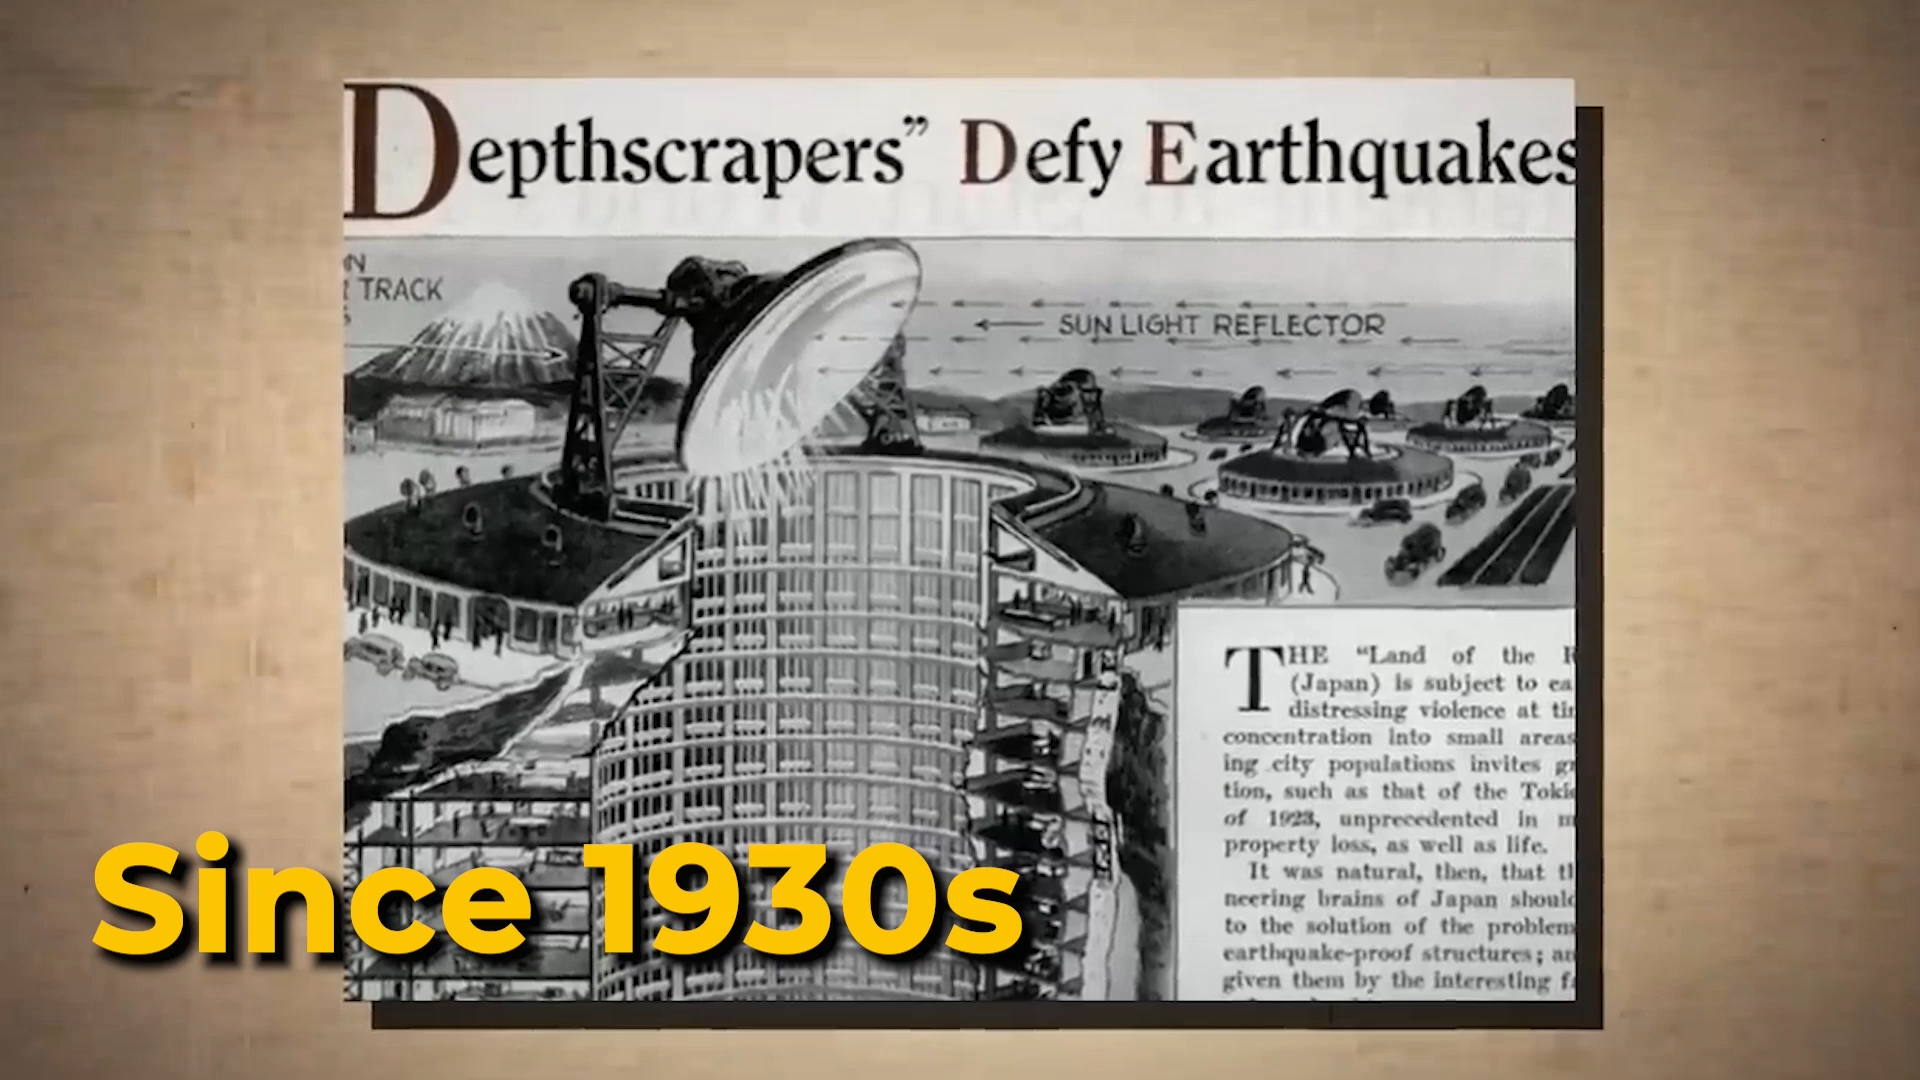 Depthscrapers” Defy Earthquakes
TRACK
SUN LIGHT REFLECTOR
THE “Land of the
(Japan) is subject to
distressing violence at
concentration into small areas
ing city populations invites
tion, such as that of the
of 1923, unprecedented in
property loss, as well as life.
It was natural, then, that
neering brains of Japan
to the solution of the
earthquake-proof structures;
given them by the interesting
Since 1930s